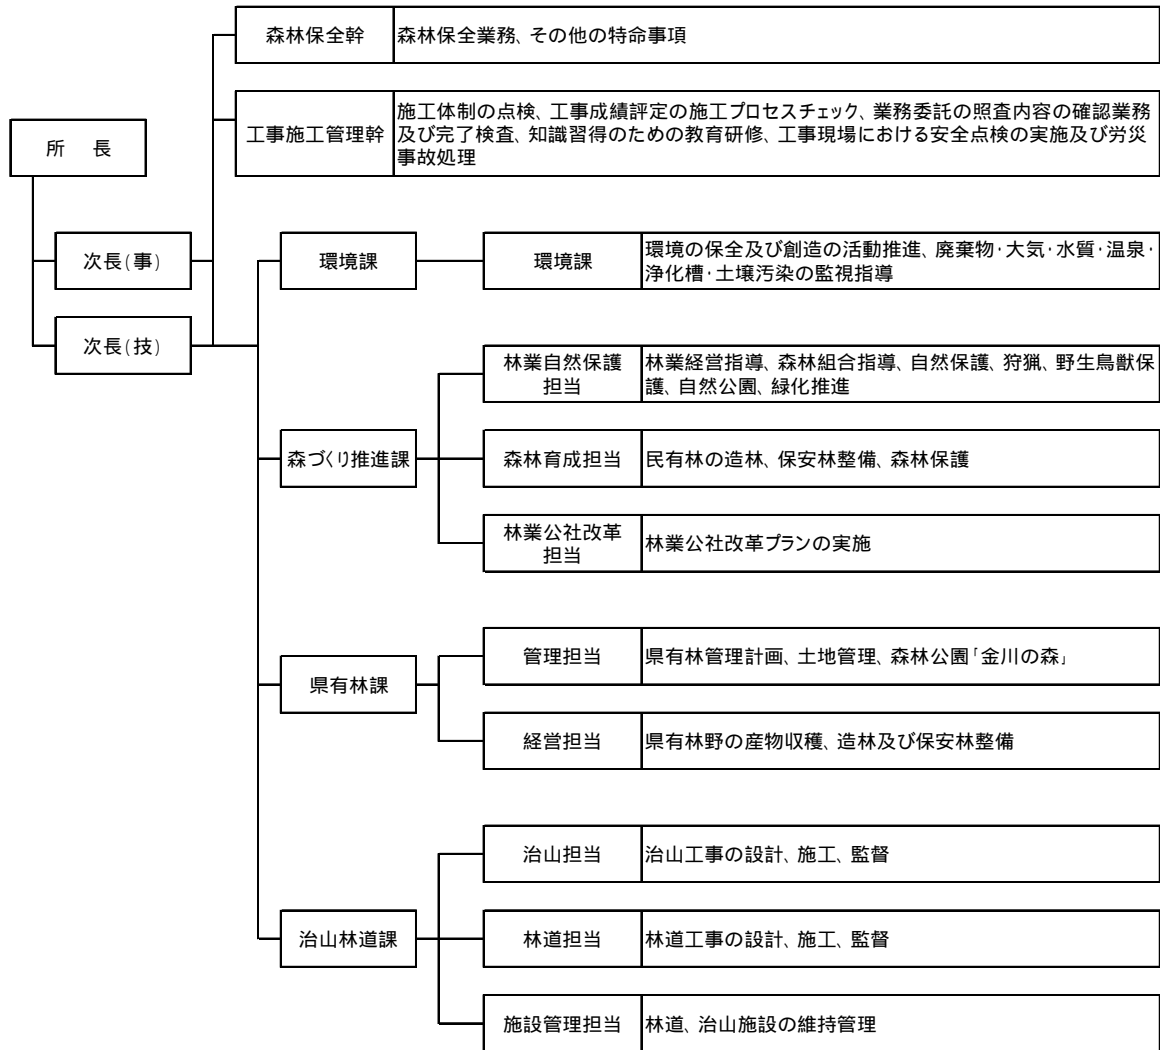 森林保全幹
森林保全業務、その他の特命事項
所　長
工事施工管理幹
施工体制の点検、工事成績評定の施工プロセスチェック、業務委託の照査内容の確認業務
及び完了検査、知識習得のための教育研修、工事現場における安全点検の実施及び労災
事故処理
次長(事)
次長(技)
環境課
環境課
環境の保全及び創造の活動推進、廃棄物・大気・水質・温泉・
浄化槽・土壌汚染の監視指導
森づくり推進課
林業自然保護
担当
林業経営指導、森林組合指導、自然保護、狩猟、野生鳥獣保
護、自然公園、緑化推進
森林育成担当
民有林の造林、保安林整備、森林保護
林業公社改革
担当
林業公社改革プランの実施
県有林課
管理担当
県有林管理計画、土地管理、森林公園「金川の森」
経営担当
県有林野の産物収穫、造林及び保安林整備
治山林道課
治山担当
治山工事の設計、施工、監督
林道担当
林道工事の設計、施工、監督
施設管理担当
林道、治山施設の維持管理